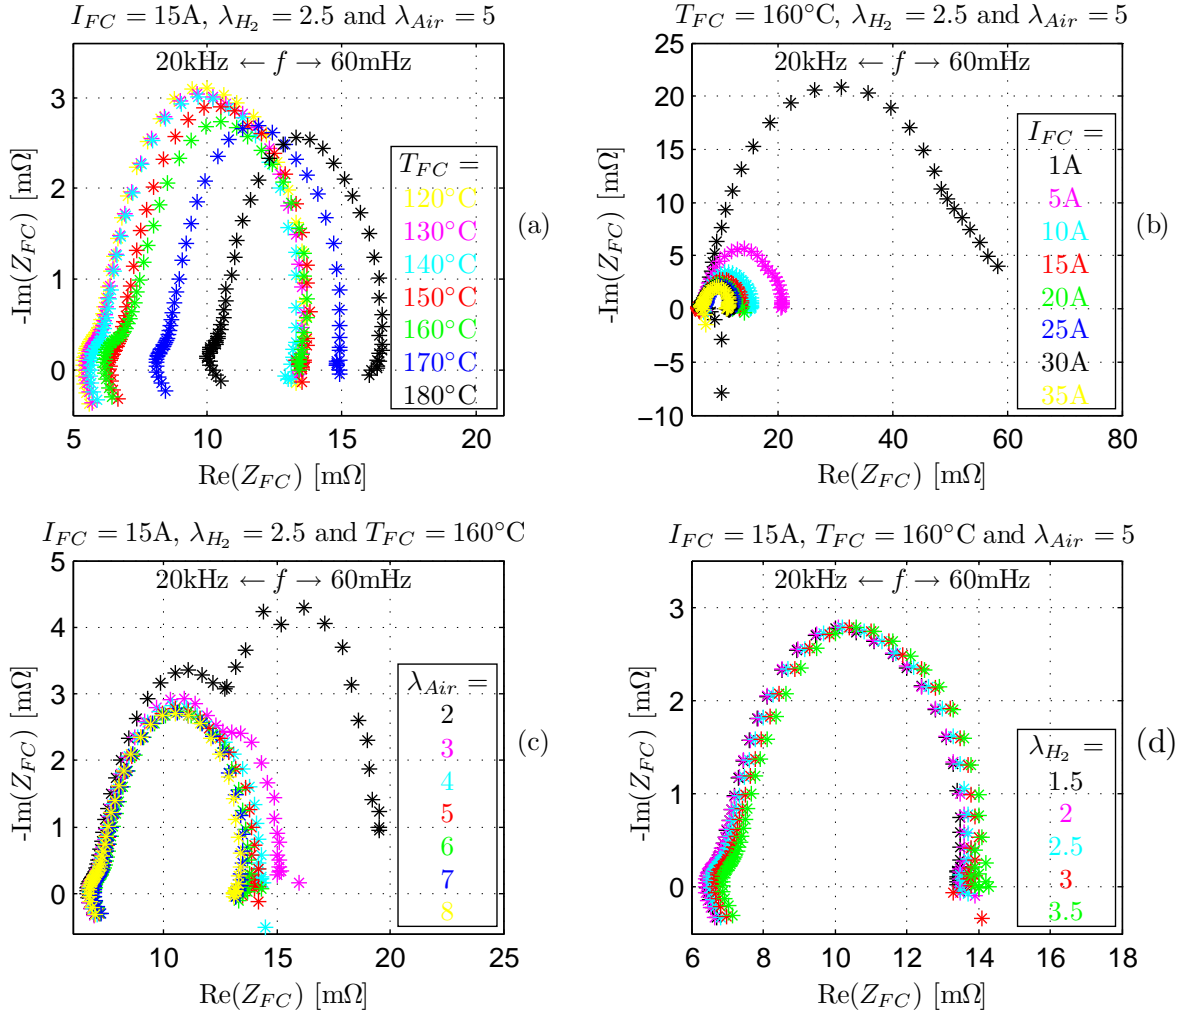 I_FC = 15A, λ_H₂ = 2.5 and λ_Air = 5
20kHz ← f → 60mHz
-Im(Z_FC) [mΩ]
3
2
1
0
T_FC =
120°C
130°C
140°C
150°C
160°C
170°C
180°C
5
10
15
20
Re(Z_FC) [mΩ]
(a)
T_FC = 160°C, λ_H₂ = 2.5 and λ_Air = 5
20kHz ← f → 60mHz
-Im(Z_FC) [mΩ]
25
20
15
10
5
0
−5
−10
I_FC =
1A
5A
10A
15A
20A
25A
30A
35A
20
40
60
80
Re(Z_FC) [mΩ]
(b)
I_FC = 15A, λ_H₂ = 2.5 and T_FC = 160°C
20kHz ← f → 60mHz
-Im(Z_FC) [mΩ]
5
4
3
2
1
0
λ_Air =
2
3
4
5
6
7
8
10
15
20
25
Re(Z_FC) [mΩ]
(c)
I_FC = 15A, T_FC = 160°C and λ_Air = 5
20kHz ← f → 60mHz
-Im(Z_FC) [mΩ]
3
2
1
0
λ_H₂ =
1.5
2
2.5
3
3.5
6
8
10
12
14
16
18
Re(Z_FC) [mΩ]
(d)